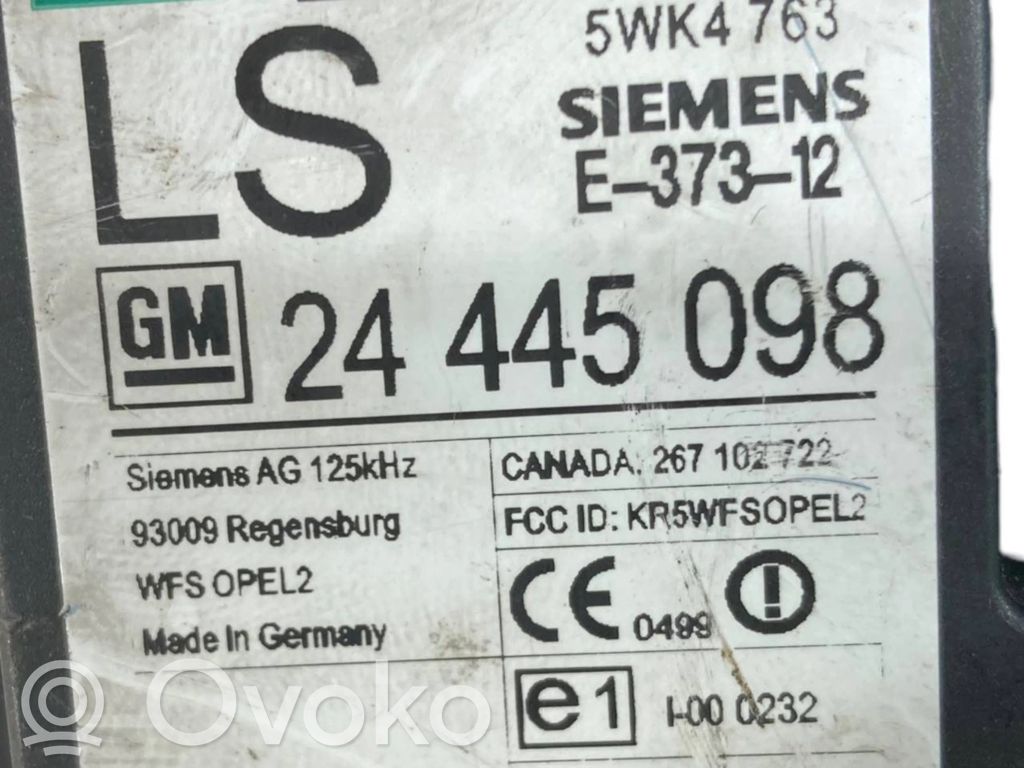 LS
5WK4 763
SIEMENS
E-373-12
GM
24 445 098
Siemens AG 125kHz
93009 Regensburg
WFS OPEL2
Made In Germany
CANADA: 267 102 722
FCC ID: KR5WFSOPEL2
CE 0499
e1
I-00 0232
Ovoko